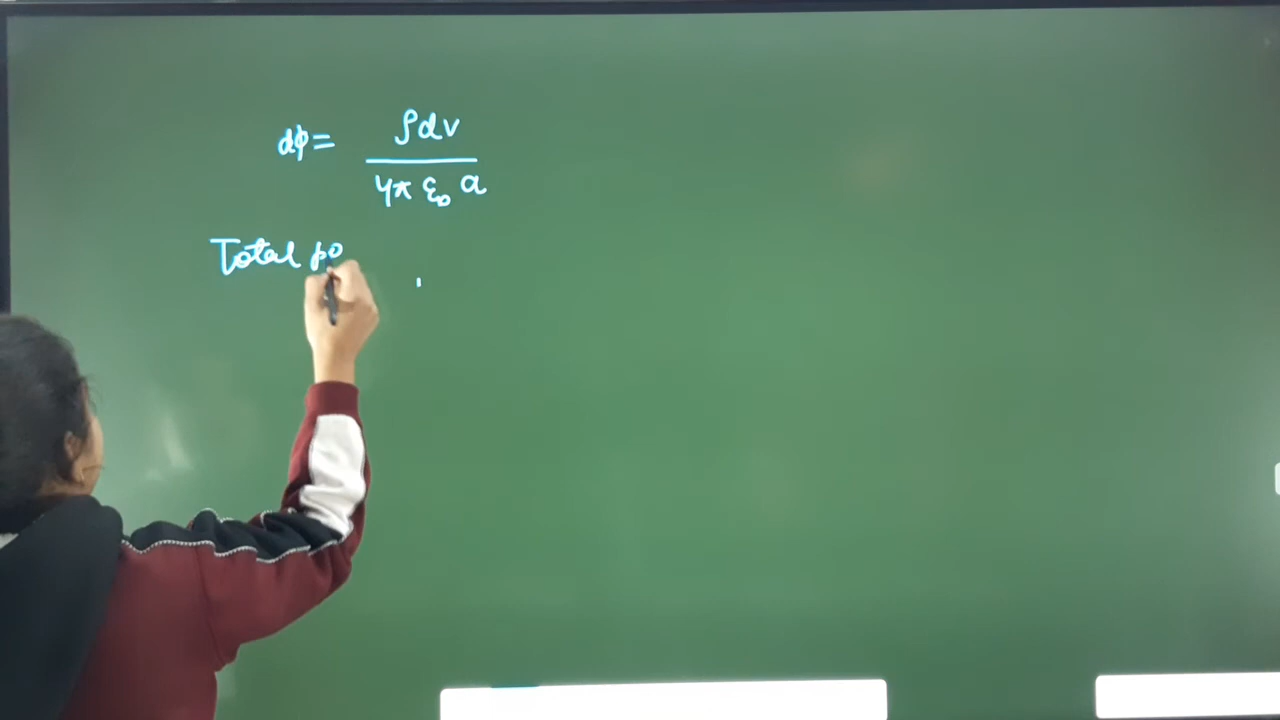 dϕ = ρdv / 4π ε₀ a
Total po